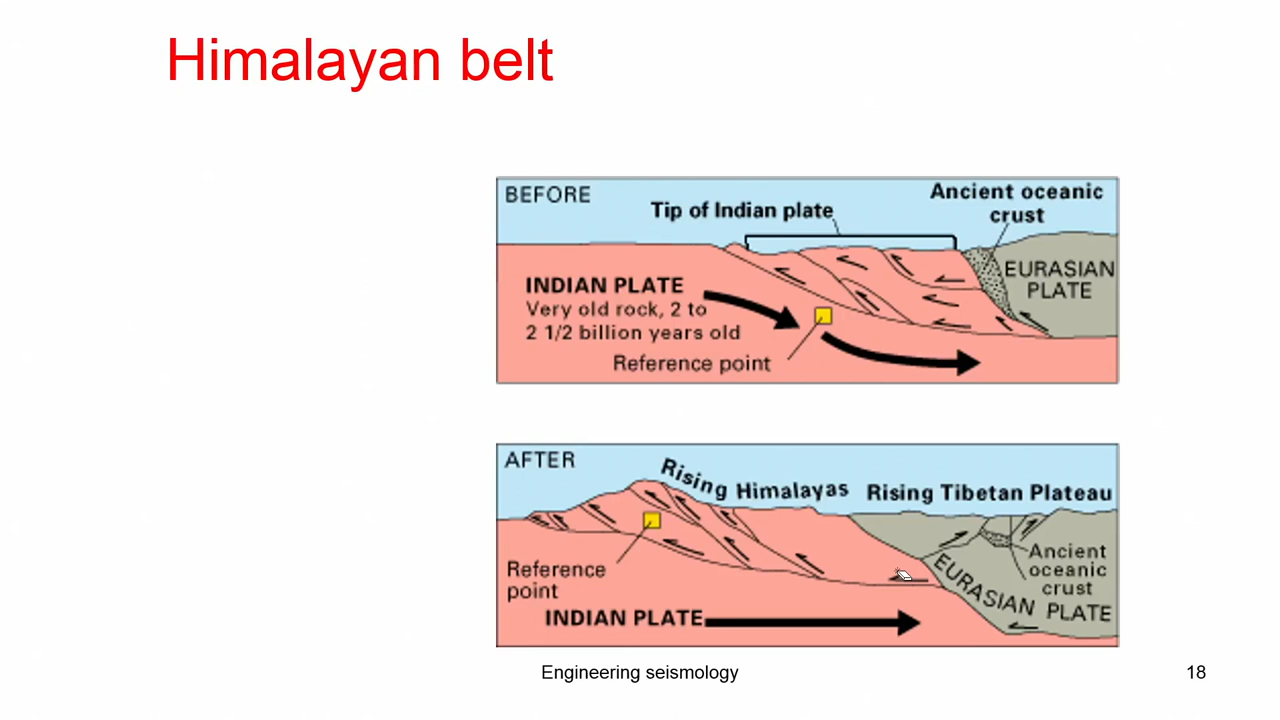 Himalayan belt
BEFORE
Tip of Indian plate
Ancient oceanic
crust
INDIAN PLATE
Very old rock, 2 to
2 1/2 billion years old
Reference point
EURASIAN
PLATE
AFTER
Rising Himalayas
Rising Tibetan Plateau
Reference
point
INDIAN PLATE
Ancient
oceanic
crust
EURASIAN PLATE
Engineering seismology
18